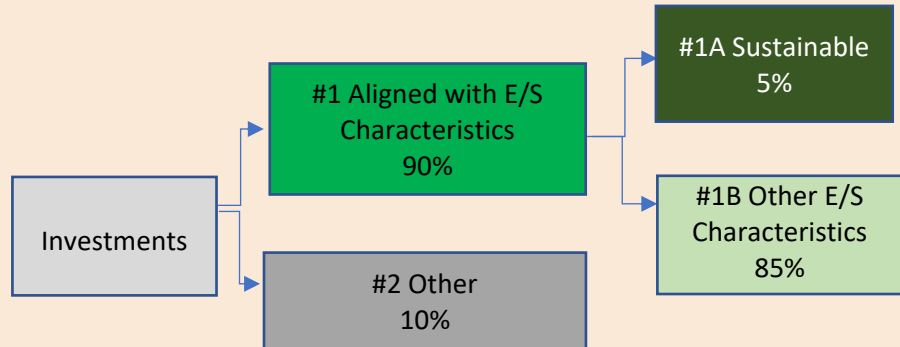 #1A Sustainable
5%
#1 Aligned with E/S
Characteristics
90%
#1B Other E/S
Characteristics
85%
Investments
#2 Other
10%